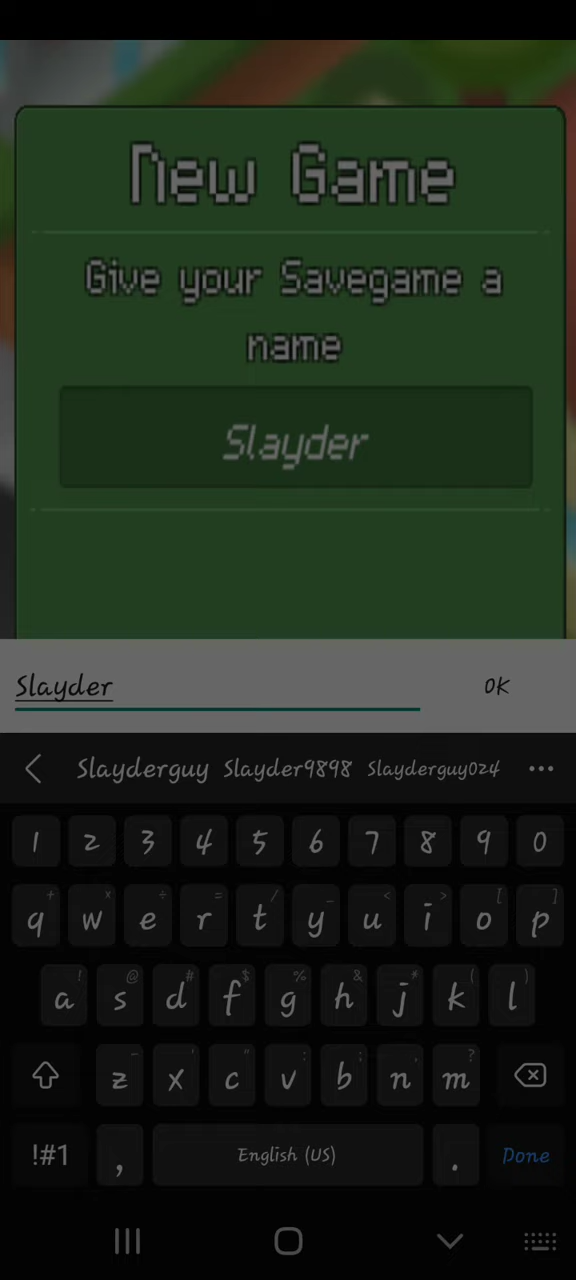 New Game
Give your Savegame a
name
Slayder
Slayder OK
Slayderguy Slayder9898 Slayderguy024 ...
1 2 3 4 5 6 7 8 9 0
+ × ÷ = / _ < > [ ]
q w e r t y u i o p
! @ # $ % & * ( )
a s d f g h j k l
- ' " : ; , ?
z x c v b n m
!#1 , English (US) . Done